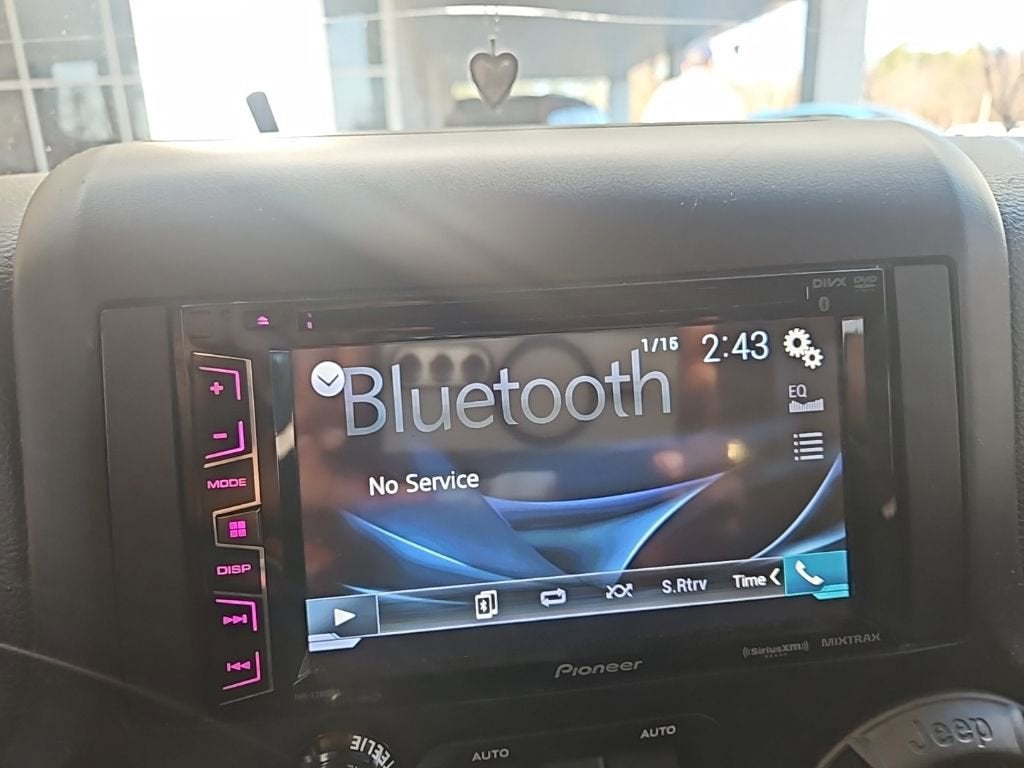 DIVX DVD
1/15 2:43
Bluetooth
EQ
No Service
MODE
DISP
S.Rtrv Time
Pioneer
SiriusXM
MIXTRAX
AUTO
AUTO
Jeep